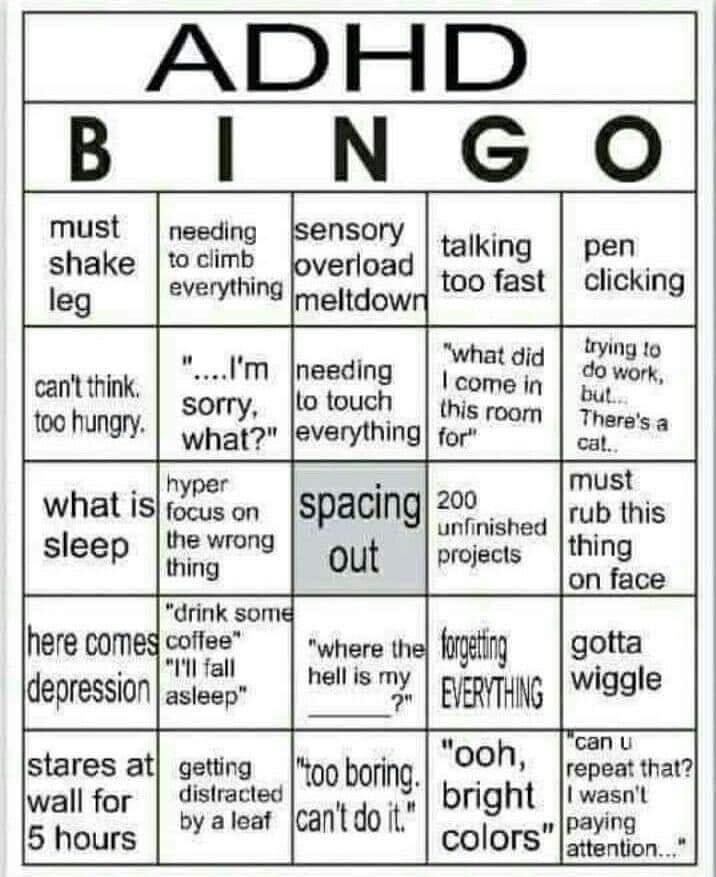 ADHD
B I N G O
must
shake
leg
needing
to climb
everything
sensory
overload
meltdown
talking
too fast
pen
clicking
can't think.
too hungry.
"....I'm
sorry,
what?"
needing
to touch
everything
"what did
I come in
this room
for"
trying to
do work,
but...
There's a
cat..
what is
sleep
hyper
focus on
the wrong
thing
spacing
out
200
unfinished
projects
must
rub this
thing
on face
here comes
depression
"drink some
coffee"
"I'll fall
asleep"
"where the
hell is my
______?"
forgetting
EVERYTHING
gotta
wiggle
stares at
wall for
5 hours
getting
distracted
by a leaf
"too boring.
can't do it."
"ooh,
bright
colors"
"can u
repeat that?
I wasn't
paying
attention..."